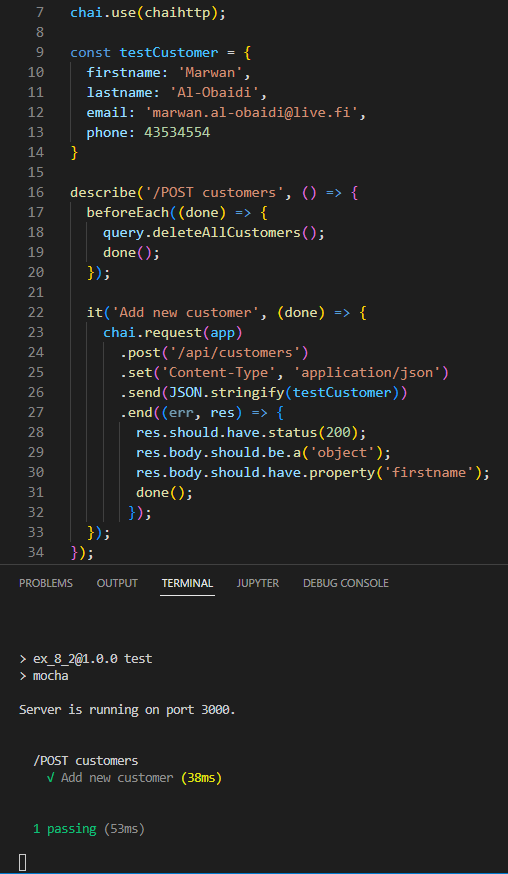 7 chai.use(chaihttp);
8
9 const testCustomer = {
10 firstname: 'Marwan',
11 lastname: 'Al-Obaidi',
12 email: 'marwan.al-obaidi@live.fi',
13 phone: 43534554
14 }
15
16 describe('/POST customers', () => {
17 beforeEach((done) => {
18 query.deleteAllCustomers();
19 done();
20 });
21
22 it('Add new customer', (done) => {
23 chai.request(app)
24 .post('/api/customers')
25 .set('Content-Type', 'application/json')
26 .send(JSON.stringify(testCustomer))
27 .end((err, res) => {
28 res.should.have.status(200);
29 res.body.should.be.a('object');
30 res.body.should.have.property('firstname');
31 done();
32 });
33 });
34 });
PROBLEMS OUTPUT TERMINAL JUPYTER DEBUG CONSOLE
> ex_8_2@1.0.0 test
> mocha
Server is running on port 3000.
/POST customers
√ Add new customer (38ms)
1 passing (53ms)